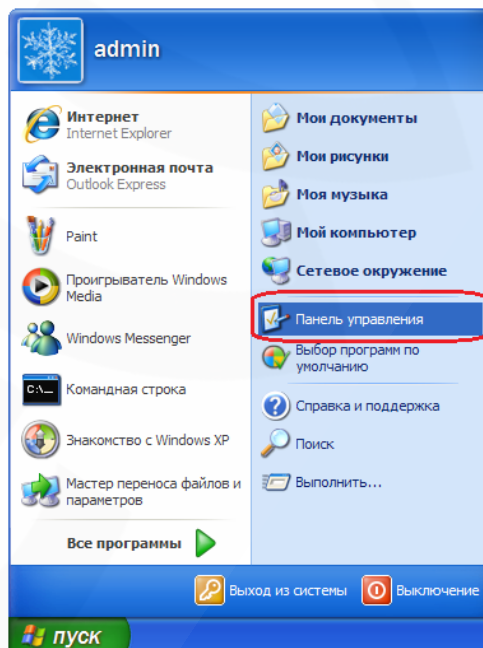 admin
Интернет
Internet Explorer
Электронная почта
Outlook Express
Paint
Проигрыватель Windows
Media
Windows Messenger
C:\_
Командная строка
Знакомство с Windows XP
Мастер переноса файлов и
параметров
Все программы
Мои документы
Мои рисунки
Моя музыка
Мой компьютер
Сетевое окружение
Панель управления
Выбор программ по
умолчанию
Справка и поддержка
Поиск
Выполнить...
Выход из системы
Выключение
пуск